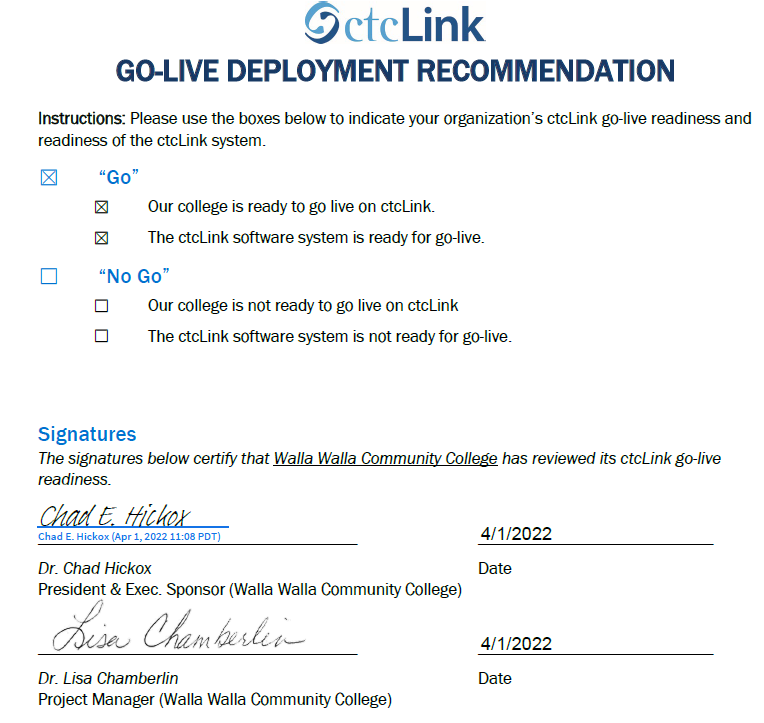 ctcLink
GO-LIVE DEPLOYMENT RECOMMENDATION
Instructions: Please use the boxes below to indicate your organization’s ctcLink go-live readiness and
readiness of the ctcLink system.
☒ “Go”
☒ Our college is ready to go live on ctcLink.
☒ The ctcLink software system is ready for go-live.
☐ “No Go”
☐ Our college is not ready to go live on ctcLink
☐ The ctcLink software system is not ready for go-live.
Signatures
The signatures below certify that Walla Walla Community College has reviewed its ctcLink go-live
readiness.
Chad E. Hickox
Chad E. Hickox (Apr 1, 2022 11:08 PDT) 4/1/2022
Dr. Chad Hickox Date
President & Exec. Sponsor (Walla Walla Community College)
Lisa Chamberlin 4/1/2022
Dr. Lisa Chamberlin Date
Project Manager (Walla Walla Community College)